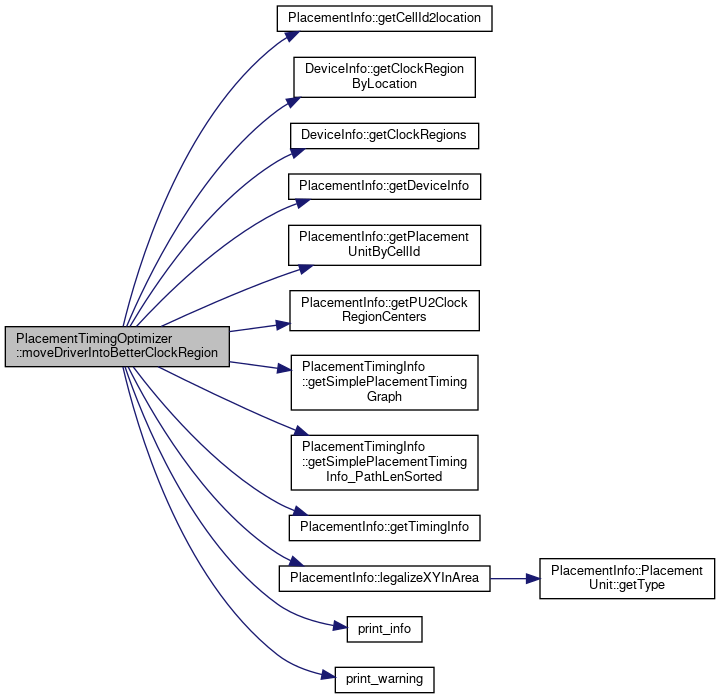 PlacementInfo::getCellId2location
DeviceInfo::getClockRegion
ByLocation
DeviceInfo::getClockRegions
PlacementInfo::getDeviceInfo
PlacementInfo::getPlacement
UnitByCellId
PlacementInfo::getPU2Clock
RegionCenters
PlacementTimingOptimizer
::moveDriverIntoBetterClockRegion
PlacementTimingInfo
::getSimplePlacementTiming
Graph
PlacementTimingInfo
::getSimplePlacementTiming
Info_PathLenSorted
PlacementInfo::getTimingInfo
PlacementInfo::legalizeXYInArea
PlacementInfo::Placement
Unit::getType
print_info
print_warning